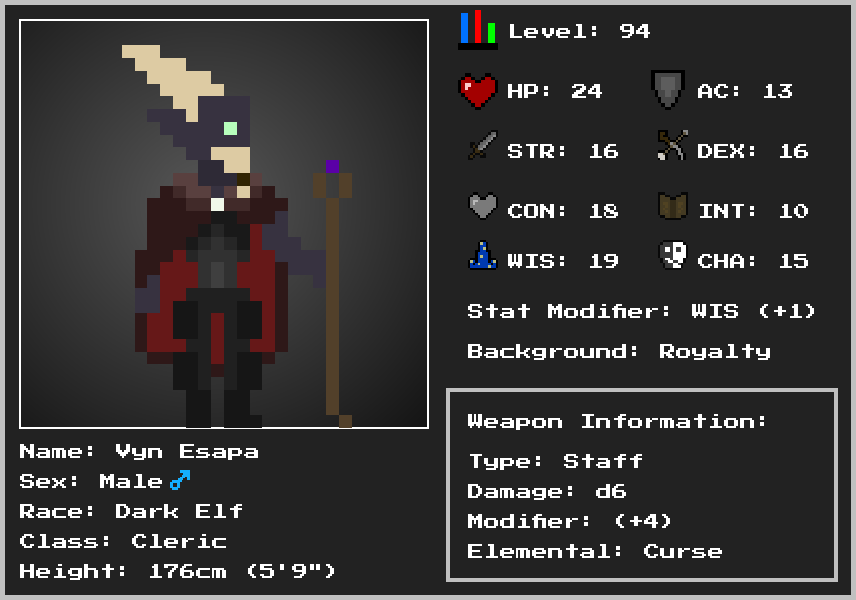 Level: 94
HP: 24 AC: 13
STR: 16 DEX: 16
CON: 18 INT: 10
WIS: 19 CHA: 15
Stat Modifier: WIS (+1)
Background: Royalty
Weapon Information:
Type: Staff
Damage: d6
Modifier: (+4)
Elemental: Curse
Name: Vyn Esapa
Sex: Male ♂
Race: Dark Elf
Class: Cleric
Height: 176cm (5'9")